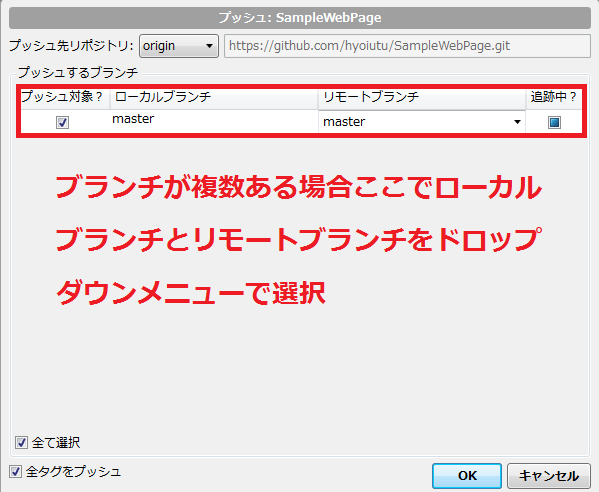 プッシュ: SampleWebPage
プッシュ先リポジトリ: origin https://github.com/hyoiutu/SampleWebPage.git
プッシュするブランチ
プッシュ対象? ローカルブランチ リモートブランチ 追跡中?
master master
ブランチが複数ある場合ここでローカル
ブランチとリモートブランチをドロップ
ダウンメニューで選択
全て選択
全タグをプッシュ
OK キャンセル